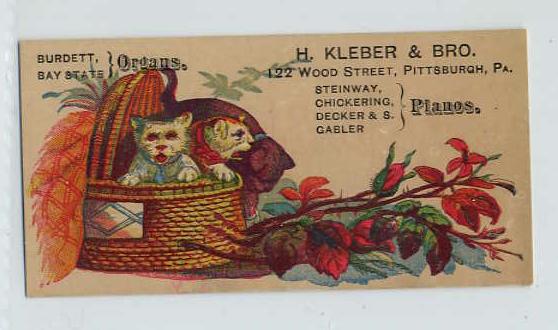 BURDETT,
BAY STATE } Organs.
H. KLEBER & BRO.
122 WOOD STREET, PITTSBURGH, PA.
STEINWAY,
CHICKERING,
DECKER & S.
GABLER } Pianos.